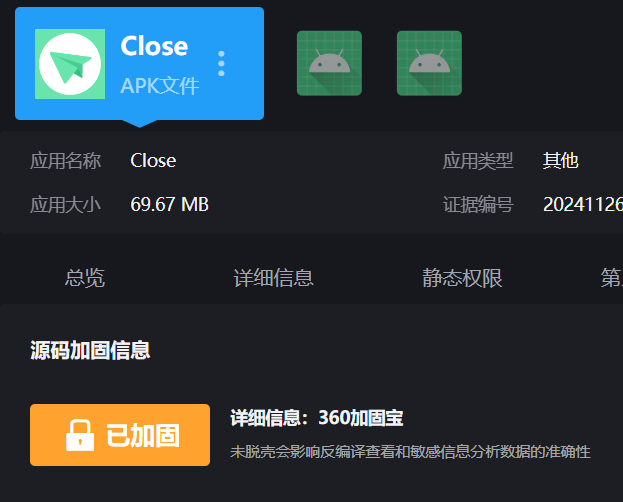 Close
APK文件
应用名称 Close 应用类型 其他
应用大小 69.67 MB 证据编号 20241126
总览 详细信息 静态权限 第
源码加固信息
已加固
详细信息：360加固宝
未脱壳会影响反编译查看和敏感信息分析数据的准确性